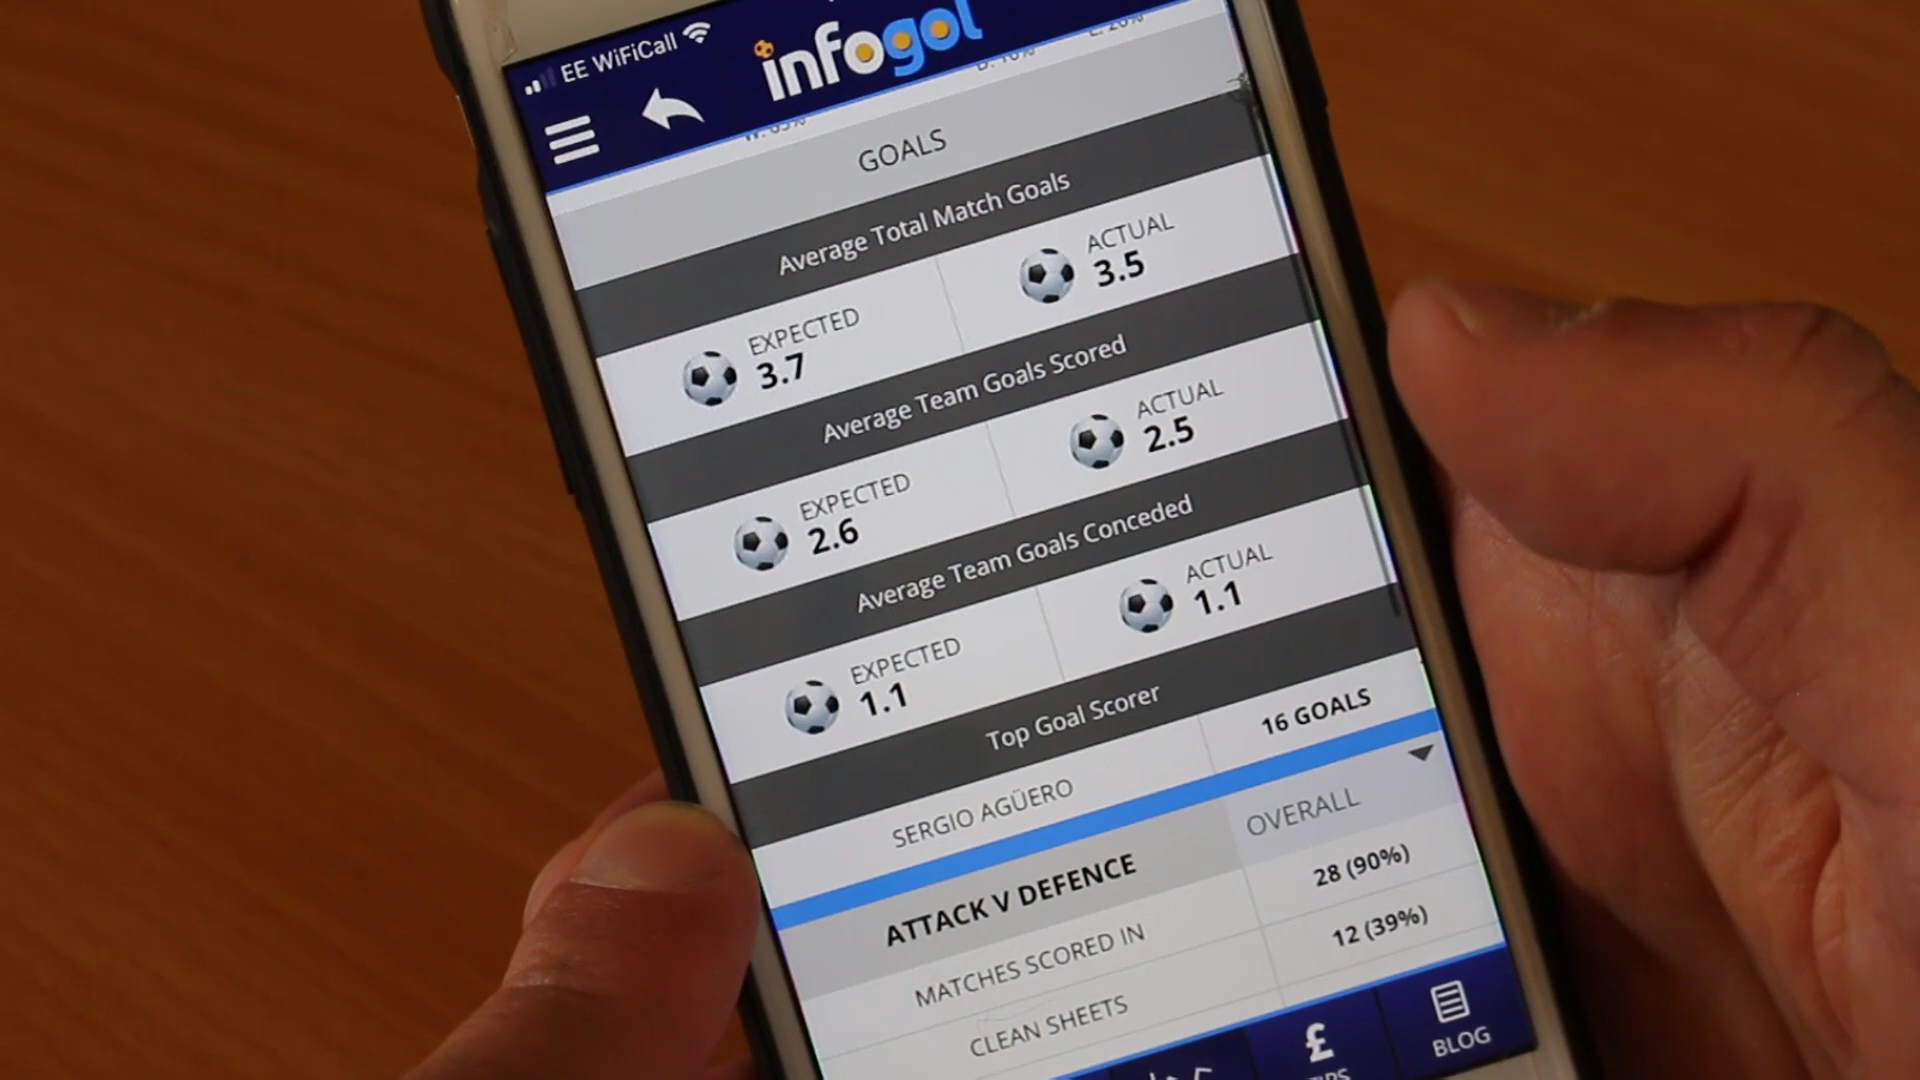 EE WiFiCall
infogol
GOALS
Average Total Match Goals
EXPECTED
3.7
ACTUAL
3.5
Average Team Goals Scored
EXPECTED
2.6
ACTUAL
2.5
Average Team Goals Conceded
EXPECTED
1.1
ACTUAL
1.1
Top Goal Scorer
SERGIO AGÜERO
16 GOALS
ATTACK V DEFENCE
OVERALL
MATCHES SCORED IN
28 (90%)
CLEAN SHEETS
12 (39%)
£
BLOG